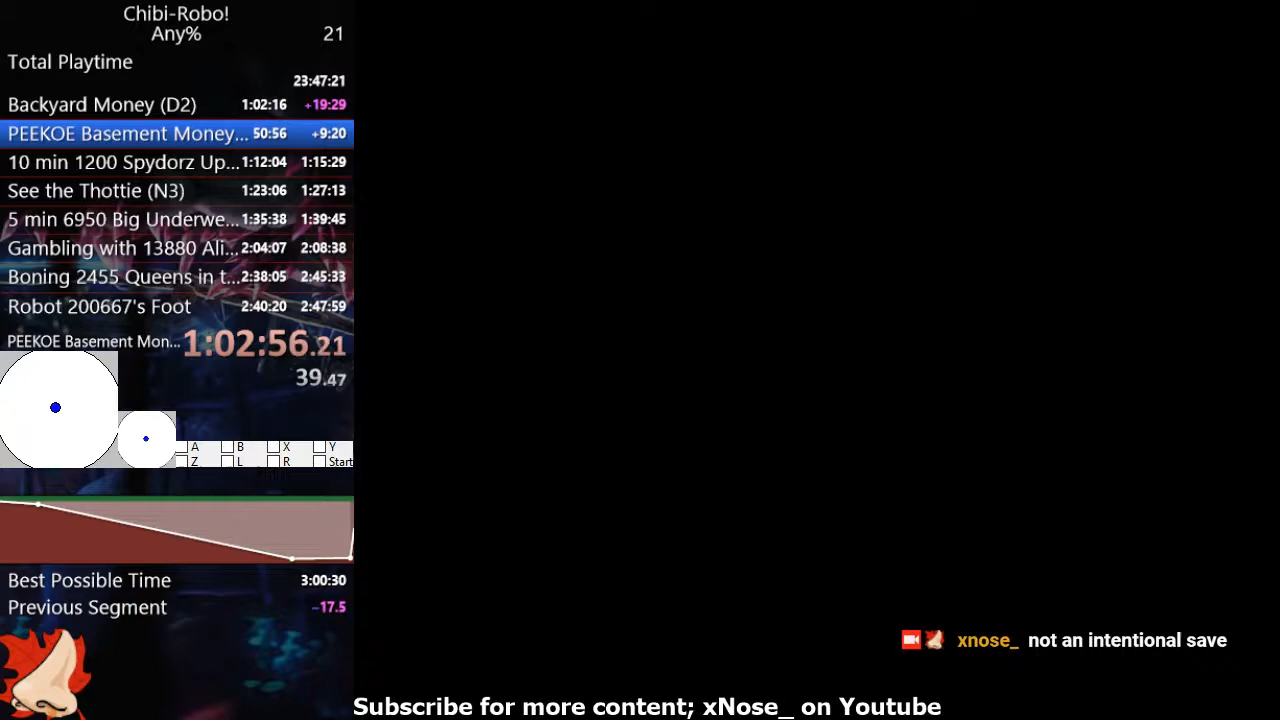 Chibi-Robo!
Any% 21
Total Playtime
23:47:21
Backyard Money (D2) 1:02:16 +19:29
PEEKOE Basement Money... 50:56 +9:20
10 min 1200 Spydorz Up... 1:12:04 1:15:29
See the Thottie (N3) 1:23:06 1:27:13
5 min 6950 Big Underwe... 1:35:38 1:39:45
Gambling with 13880 Ali... 2:04:07 2:08:38
Boning 2455 Queens in t... 2:38:05 2:45:33
Robot 200667's Foot 2:40:20 2:47:59
PEEKOE Basement Mon... 1:02:56.21
39.47
A B X Y
Z L R Start
Best Possible Time 3:00:30
Previous Segment -17.5
xnose_ not an intentional save
Subscribe for more content; xNose_ on Youtube